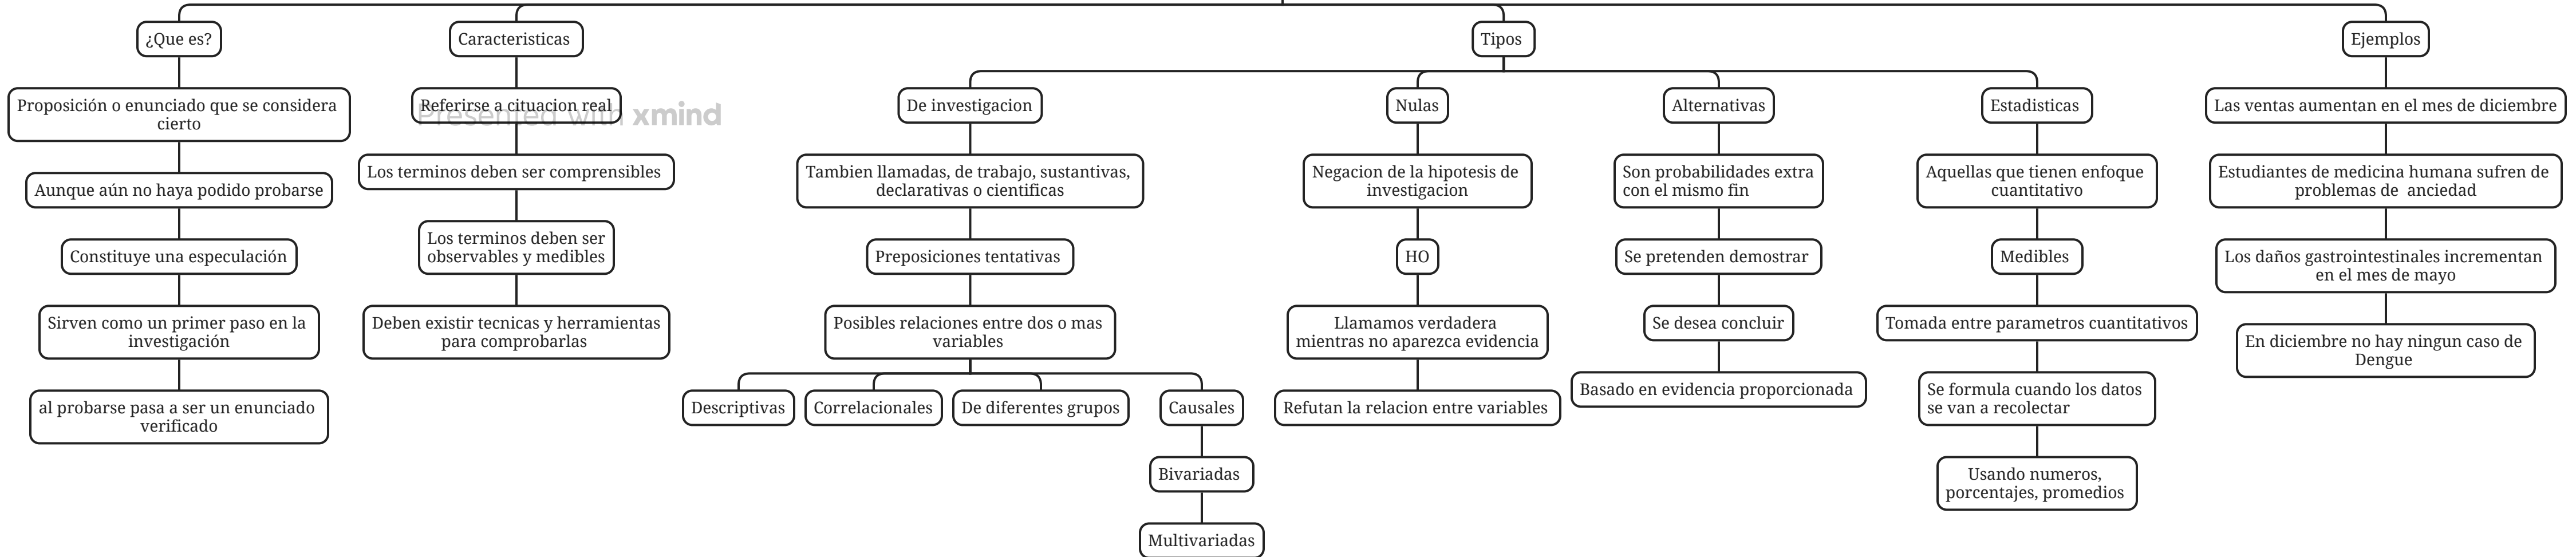 ¿Que es?
Proposición o enunciado que se considera
cierto
Aunque aún no haya podido probarse
Constituye una especulación
Sirven como un primer paso en la
investigación
al probarse pasa a ser un enunciado
verificado
Caracteristicas
Referirse a cituacion real
Presented with xmind
Los terminos deben ser comprensibles
Los terminos deben ser
observables y medibles
Deben existir tecnicas y herramientas
para comprobarlas
Tipos
De investigacion
Tambien llamadas, de trabajo, sustantivas,
declarativas o cientificas
Preposiciones tentativas
Posibles relaciones entre dos o mas
variables
Descriptivas
Correlacionales
De diferentes grupos
Causales
Bivariadas
Multivariadas
Nulas
Negacion de la hipotesis de
investigacion
HO
Llamamos verdadera
mientras no aparezca evidencia
Refutan la relacion entre variables
Alternativas
Son probabilidades extra
con el mismo fin
Se pretenden demostrar
Se desea concluir
Basado en evidencia proporcionada
Estadisticas
Aquellas que tienen enfoque
cuantitativo
Medibles
Tomada entre parametros cuantitativos
Se formula cuando los datos
se van a recolectar
Usando numeros,
porcentajes, promedios
Ejemplos
Las ventas aumentan en el mes de diciembre
Estudiantes de medicina humana sufren de
problemas de anciedad
Los daños gastrointestinales incrementan
en el mes de mayo
En diciembre no hay ningun caso de
Dengue